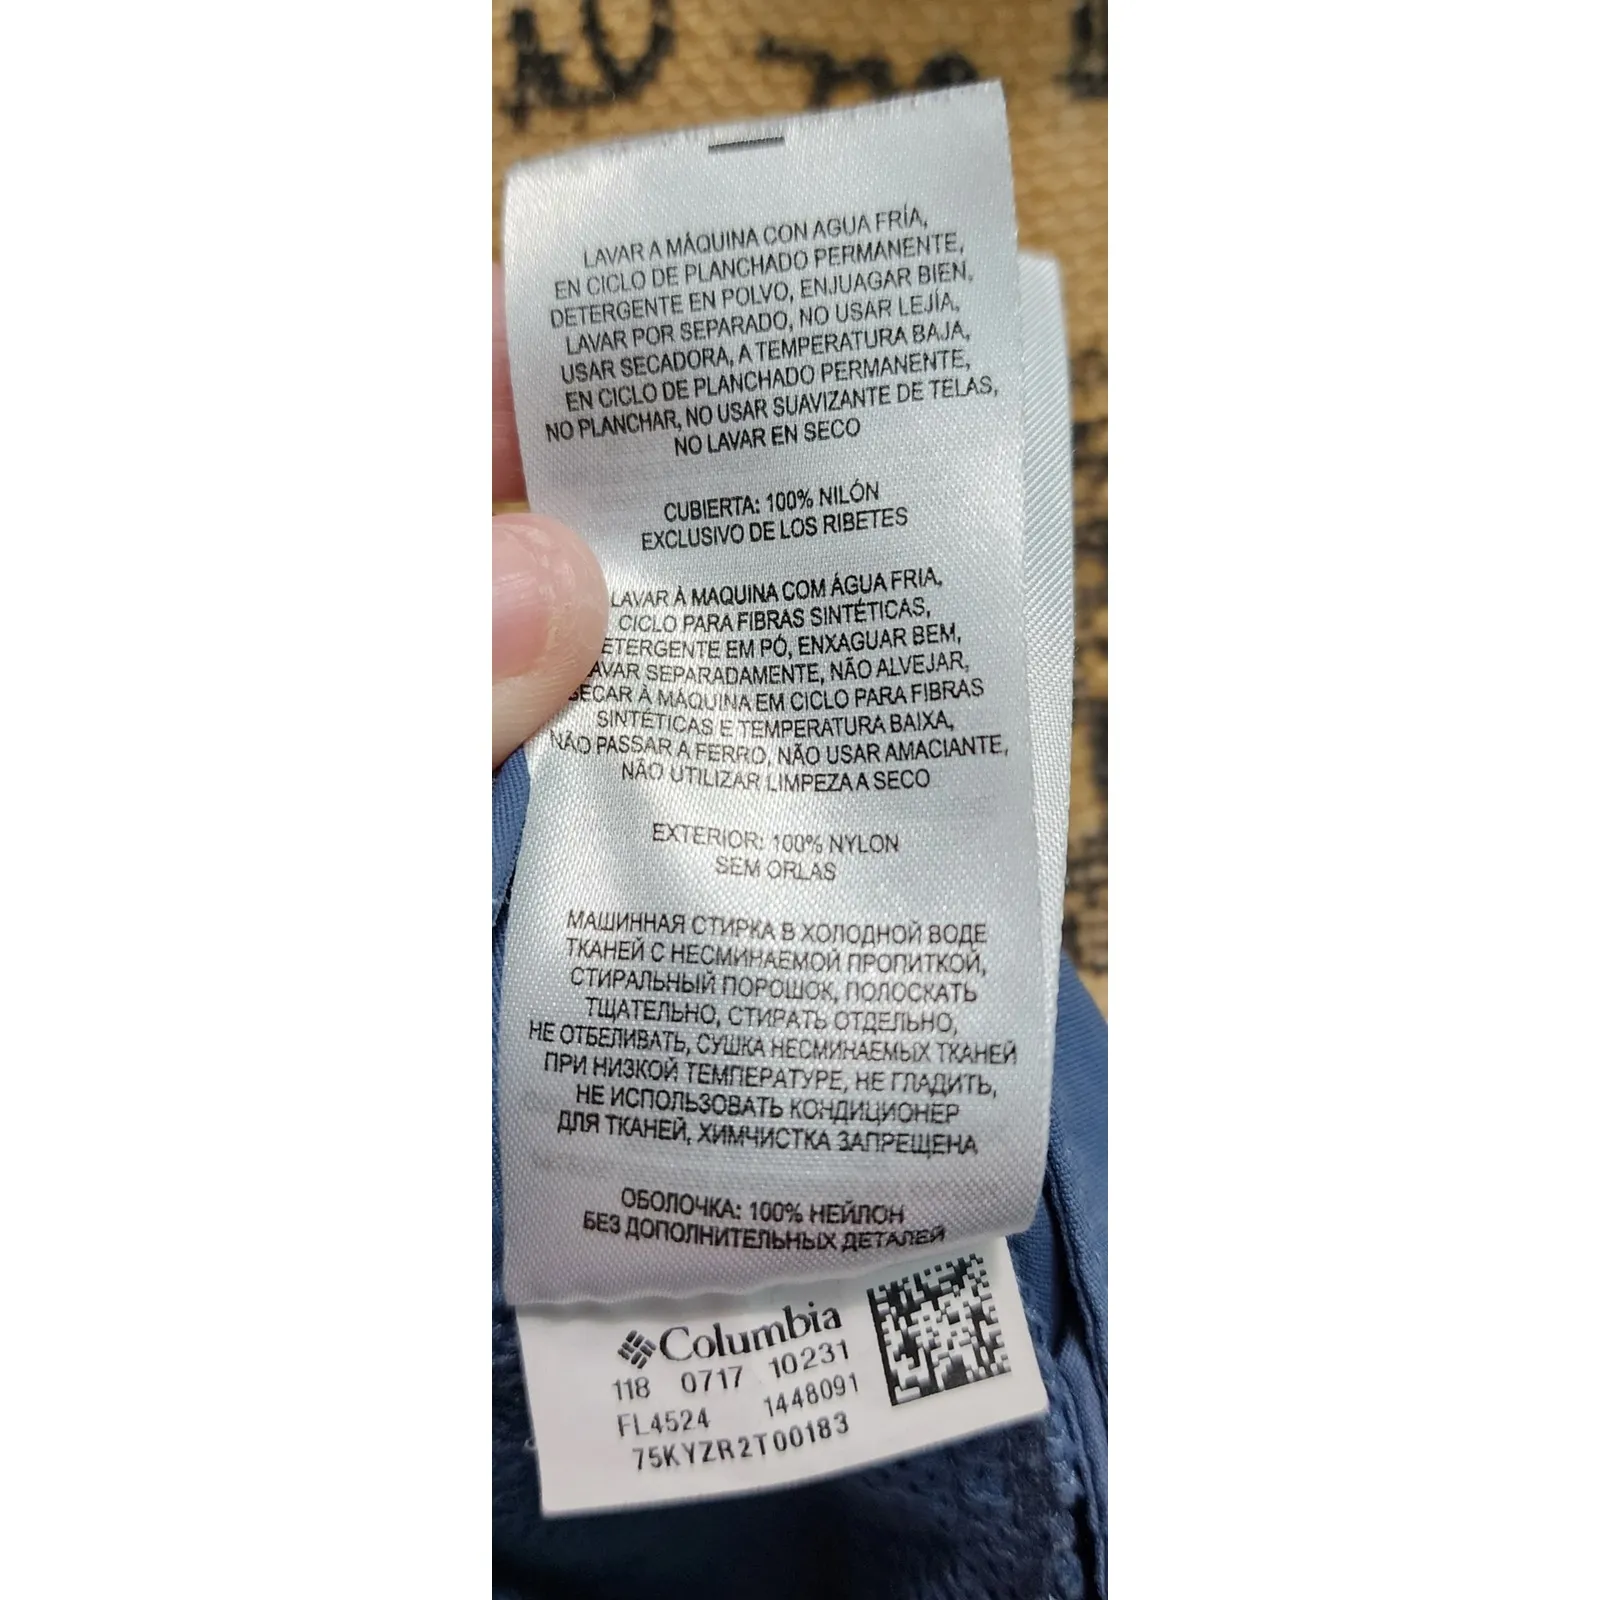 LAVAR A MÁQUINA CON AGUA FRÍA,
EN CICLO DE PLANCHADO PERMANENTE,
DETERGENTE EN POLVO, ENJUAGAR BIEN,
LAVAR POR SEPARADO, NO USAR LEJÍA,
USAR SECADORA, A TEMPERATURA BAJA,
EN CICLO DE PLANCHADO PERMANENTE,
NO PLANCHAR, NO USAR SUAVIZANTE DE TELAS,
NO LAVAR EN SECO
CUBIERTA: 100% NILÓN
EXCLUSIVO DE LOS RIBETES
LAVAR À MAQUINA COM ÁGUA FRIA,
CICLO PARA FIBRAS SINTÉTICAS,
ETERGENTE EM PÓ, ENXAGUAR BEM,
AVAR SEPARADAMENTE, NÃO ALVEJAR,
SECAR À MÁQUINA EM CICLO PARA FIBRAS
SINTÉTICAS E TEMPERATURA BAIXA,
NÃO PASSAR A FERRO, NÃO USAR AMACIANTE,
NÃO UTILIZAR LIMPEZA A SECO
EXTERIOR: 100% NYLON
SEM ORLAS
МАШИННАЯ СТИРКА В ХОЛОДНОЙ ВОДЕ
ТКАНЕЙ С НЕСМИНАЕМОЙ ПРОПИТКОЙ,
СТИРАЛЬНЫЙ ПОРОШОК, ПОЛОСКАТЬ
ТЩАТЕЛЬНО, СТИРАТЬ ОТДЕЛЬНО,
НЕ ОТБЕЛИВАТЬ, СУШКА НЕСМИНАЕМЫХ ТКАНЕЙ
ПРИ НИЗКОЙ ТЕМПЕРАТУРЕ, НЕ ГЛАДИТЬ,
НЕ ИСПОЛЬЗОВАТЬ КОНДИЦИОНЕР
ДЛЯ ТКАНЕЙ, ХИМЧИСТКА ЗАПРЕЩЕНА
ОБОЛОЧКА: 100% НЕЙЛОН
БЕЗ ДОПОЛНИТЕЛЬНЫХ ДЕТАЛЕЙ
Columbia
118 0717 10231
FL4524 1448091
75KYZR2T00183